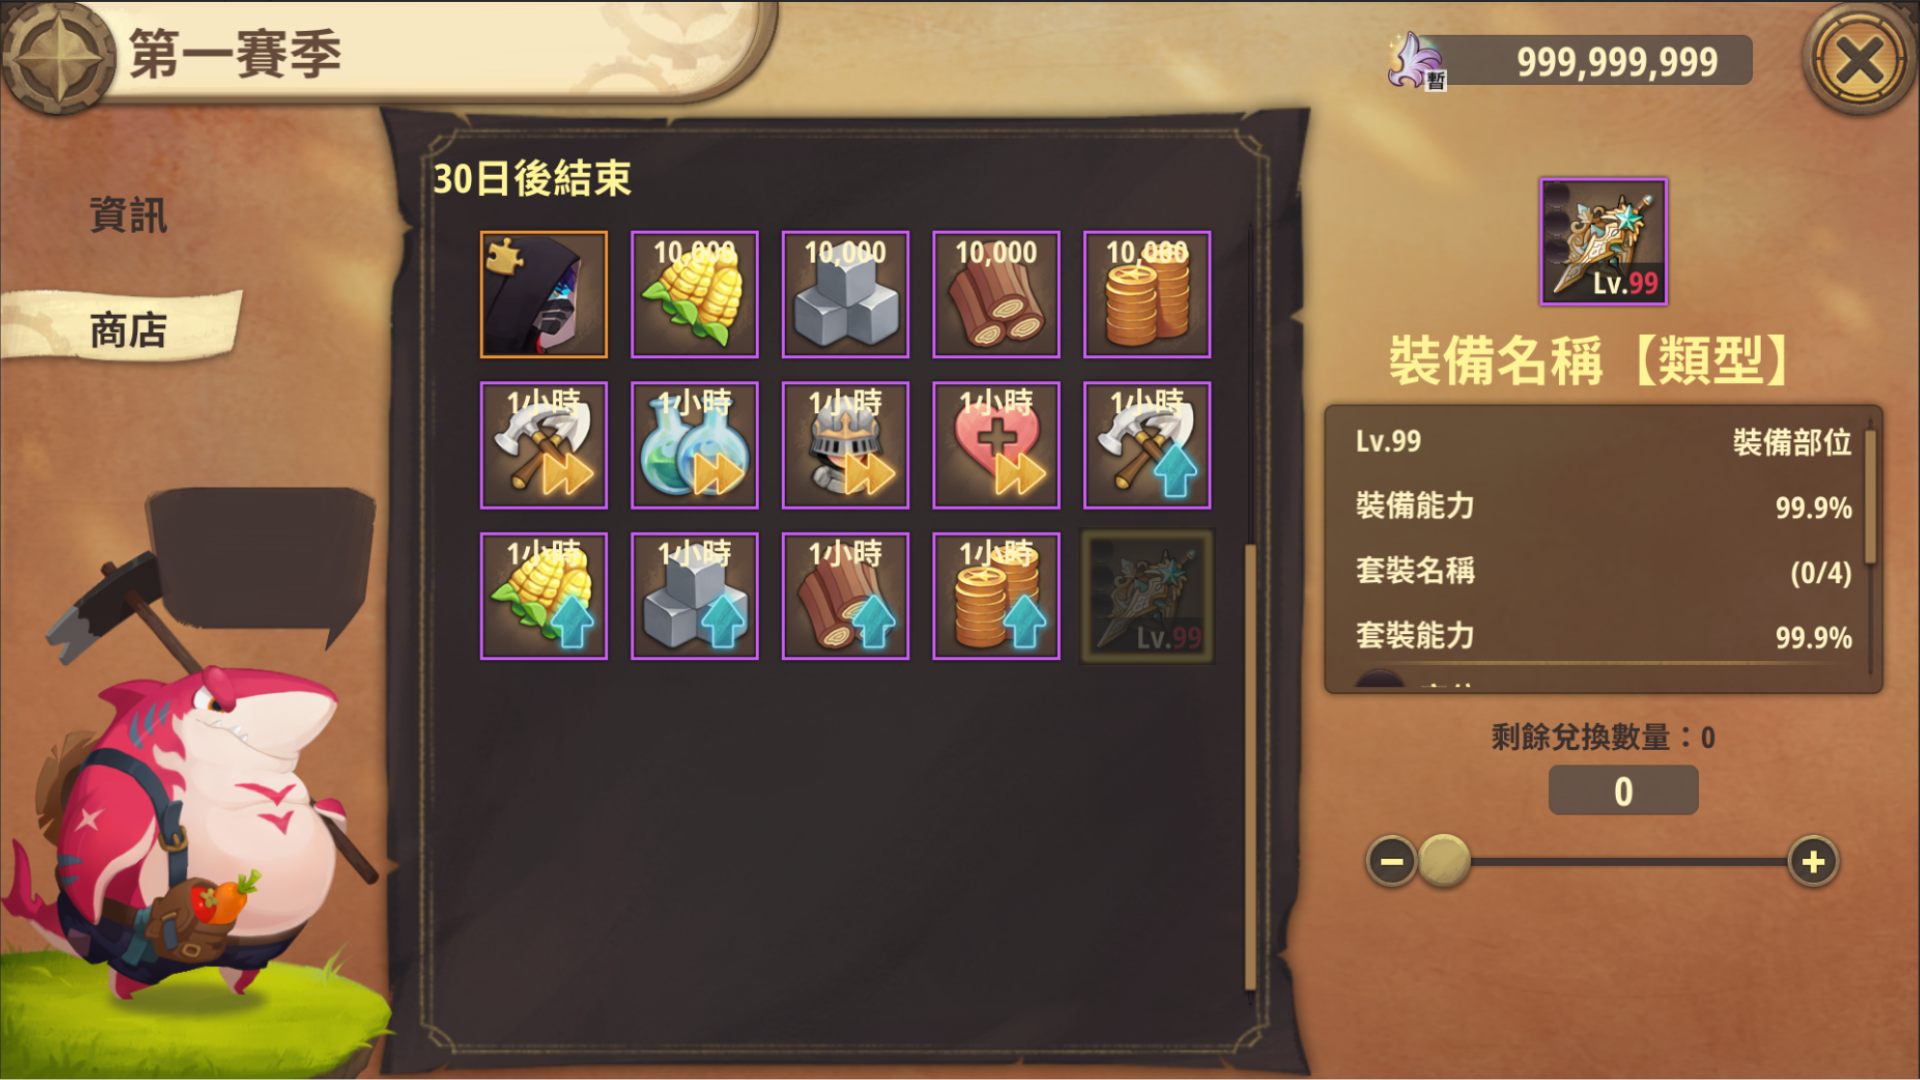 第一賽季
暫
999,999,999
資訊
商店
30日後結束
10,000
10,000
10,000
10,000
1小時
1小時
1小時
1小時
1小時
1小時
1小時
1小時
1小時
Lv.99
Lv.99
裝備名稱【類型】
Lv.99 裝備部位
裝備能力 99.9%
套裝名稱 (0/4)
套裝能力 99.9%
剩餘兌換數量：0
0